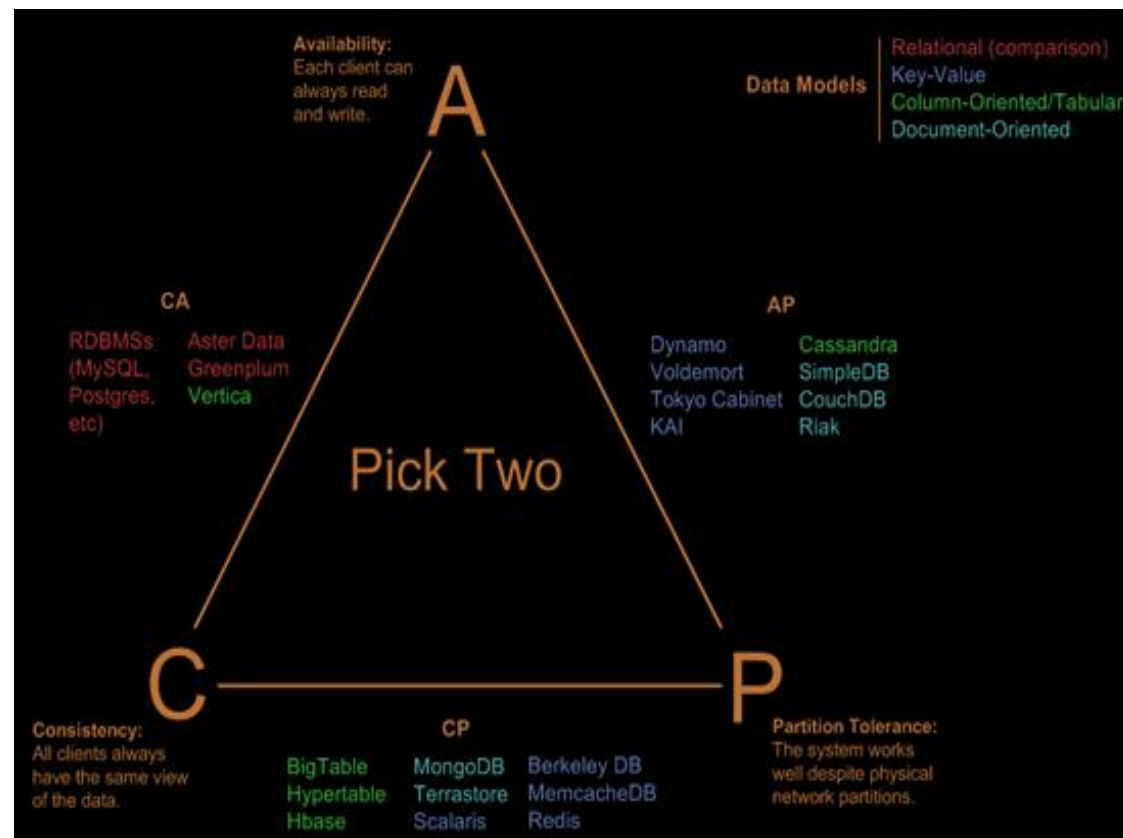 Availability:
Each client can
always read
and write.
A
Data Models
Relational (comparison)
Key-Value
Column-Oriented/Tabular
Document-Oriented
CA
RDBMSs
(MySQL,
Postgres,
etc)
Aster Data
Greenplum
Vertica
AP
Dynamo
Voldemort
Tokyo Cabinet
KAI
Cassandra
SimpleDB
CouchDB
Riak
Pick Two
C
Consistency:
All clients always
have the same view
of the data.
CP
BigTable
Hypertable
Hbase
MongoDB
Terrastore
Scalaris
Berkeley DB
MemcacheDB
Redis
P
Partition Tolerance:
The system works
well despite physical
network partitions.